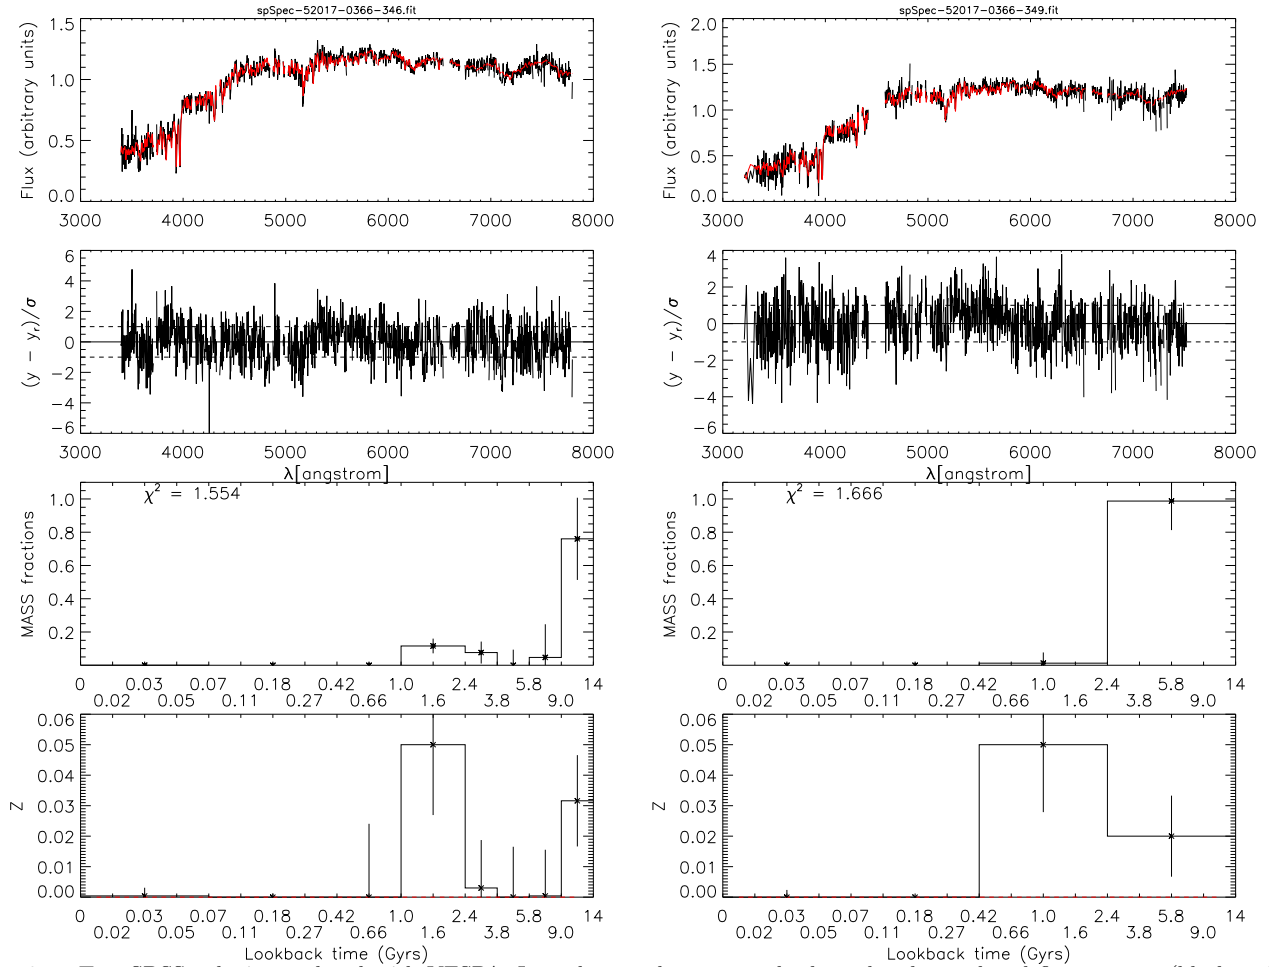 spSpec-52017-0366-346.fit
1.5
1.0
0.5
0.0
Flux (arbitrary units)
3000 4000 5000 6000 7000 8000
6
4
2
0
-2
-4
-6
(y - yᵣ)/σ
3000 4000 5000 6000 7000 8000
λ[angstrom]
χ² = 1.554
1.0
0.8
0.6
0.4
0.2
MASS fractions
0 0.03 0.07 0.18 0.42 1.0 2.4 5.8 14
0.02 0.05 0.11 0.27 0.66 1.6 3.8 9.0
0.06
0.05
0.04
0.03
0.02
0.01
0.00
Z
0 0.03 0.07 0.18 0.42 1.0 2.4 5.8 14
0.02 0.05 0.11 0.27 0.66 1.6 3.8 9.0
Lookback time (Gyrs)
spSpec-52017-0366-349.fit
2.0
1.5
1.0
0.5
0.0
Flux (arbitrary units)
3000 4000 5000 6000 7000 8000
4
2
0
-2
-4
-6
(y - yᵣ)/σ
3000 4000 5000 6000 7000 8000
λ[angstrom]
χ² = 1.666
1.0
0.8
0.6
0.4
0.2
MASS fractions
0 0.03 0.07 0.18 0.42 1.0 2.4 5.8 14
0.02 0.05 0.11 0.27 0.66 1.6 3.8 9.0
0.06
0.05
0.04
0.03
0.02
0.01
0.00
Z
0 0.03 0.07 0.18 0.42 1.0 2.4 5.8 14
0.02 0.05 0.11 0.27 0.66 1.6 3.8 9.0
Lookback time (Gyrs)